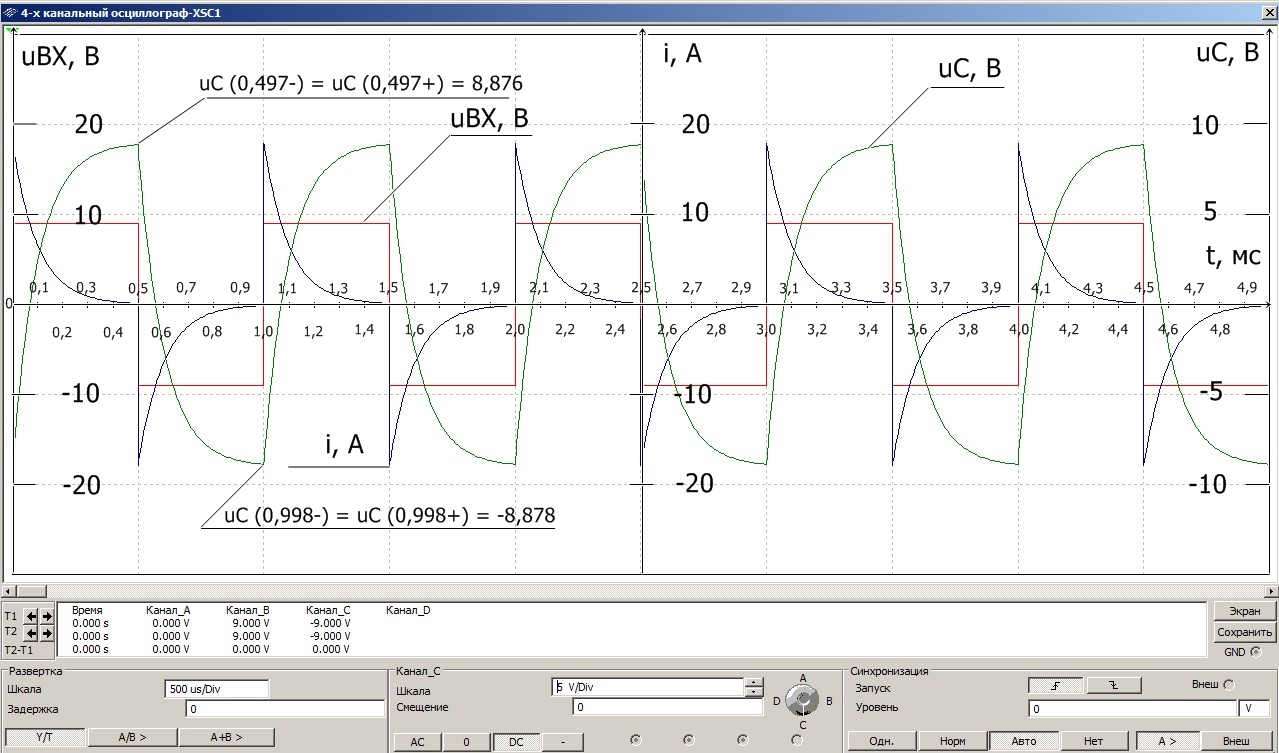 4-х канальный осциллограф-XSC1
uВХ, В
i, А
uC, В
uC, В
uC (0,497-) = uC (0,497+) = 8,876
uВХ, В
20
20
10
10
10
5
t, мс
0
0,1
0,3
0,5
0,7
0,9
1,1
1,3
1,5
1,7
1,9
2,1
2,3
2,5
2,7
2,9
3,1
3,3
3,5
3,7
3,9
4,1
4,3
4,5
4,7
4,9
0,2
0,4
0,6
0,8
1,0
1,2
1,4
1,6
1,8
2,0
2,2
2,4
2,6
2,8
3,0
3,2
3,4
3,6
3,8
4,0
4,2
4,4
4,6
4,8
-10
-10
-5
i, А
-20
-20
-10
uC (0,998-) = uC (0,998+) = -8,878
Время Канал_A Канал_B Канал_C Канал_D
T1 0.000 s 0.000 V 9.000 V -9.000 V
T2 0.000 s 0.000 V 9.000 V -9.000 V
T2-T1 0.000 s 0.000 V 0.000 V 0.000 V
Экран
Сохранить
GND
Развертка
Шкала 500 us/Div
Задержка 0
Y/T A/B > A+B >
Канал_C
Шкала 5 V/Div
Смещение 0
AC 0 DC -
A
D B
C
Синхронизация
Запуск Внеш
Уровень 0 V
Одн. Норм Авто Нет A > Внеш